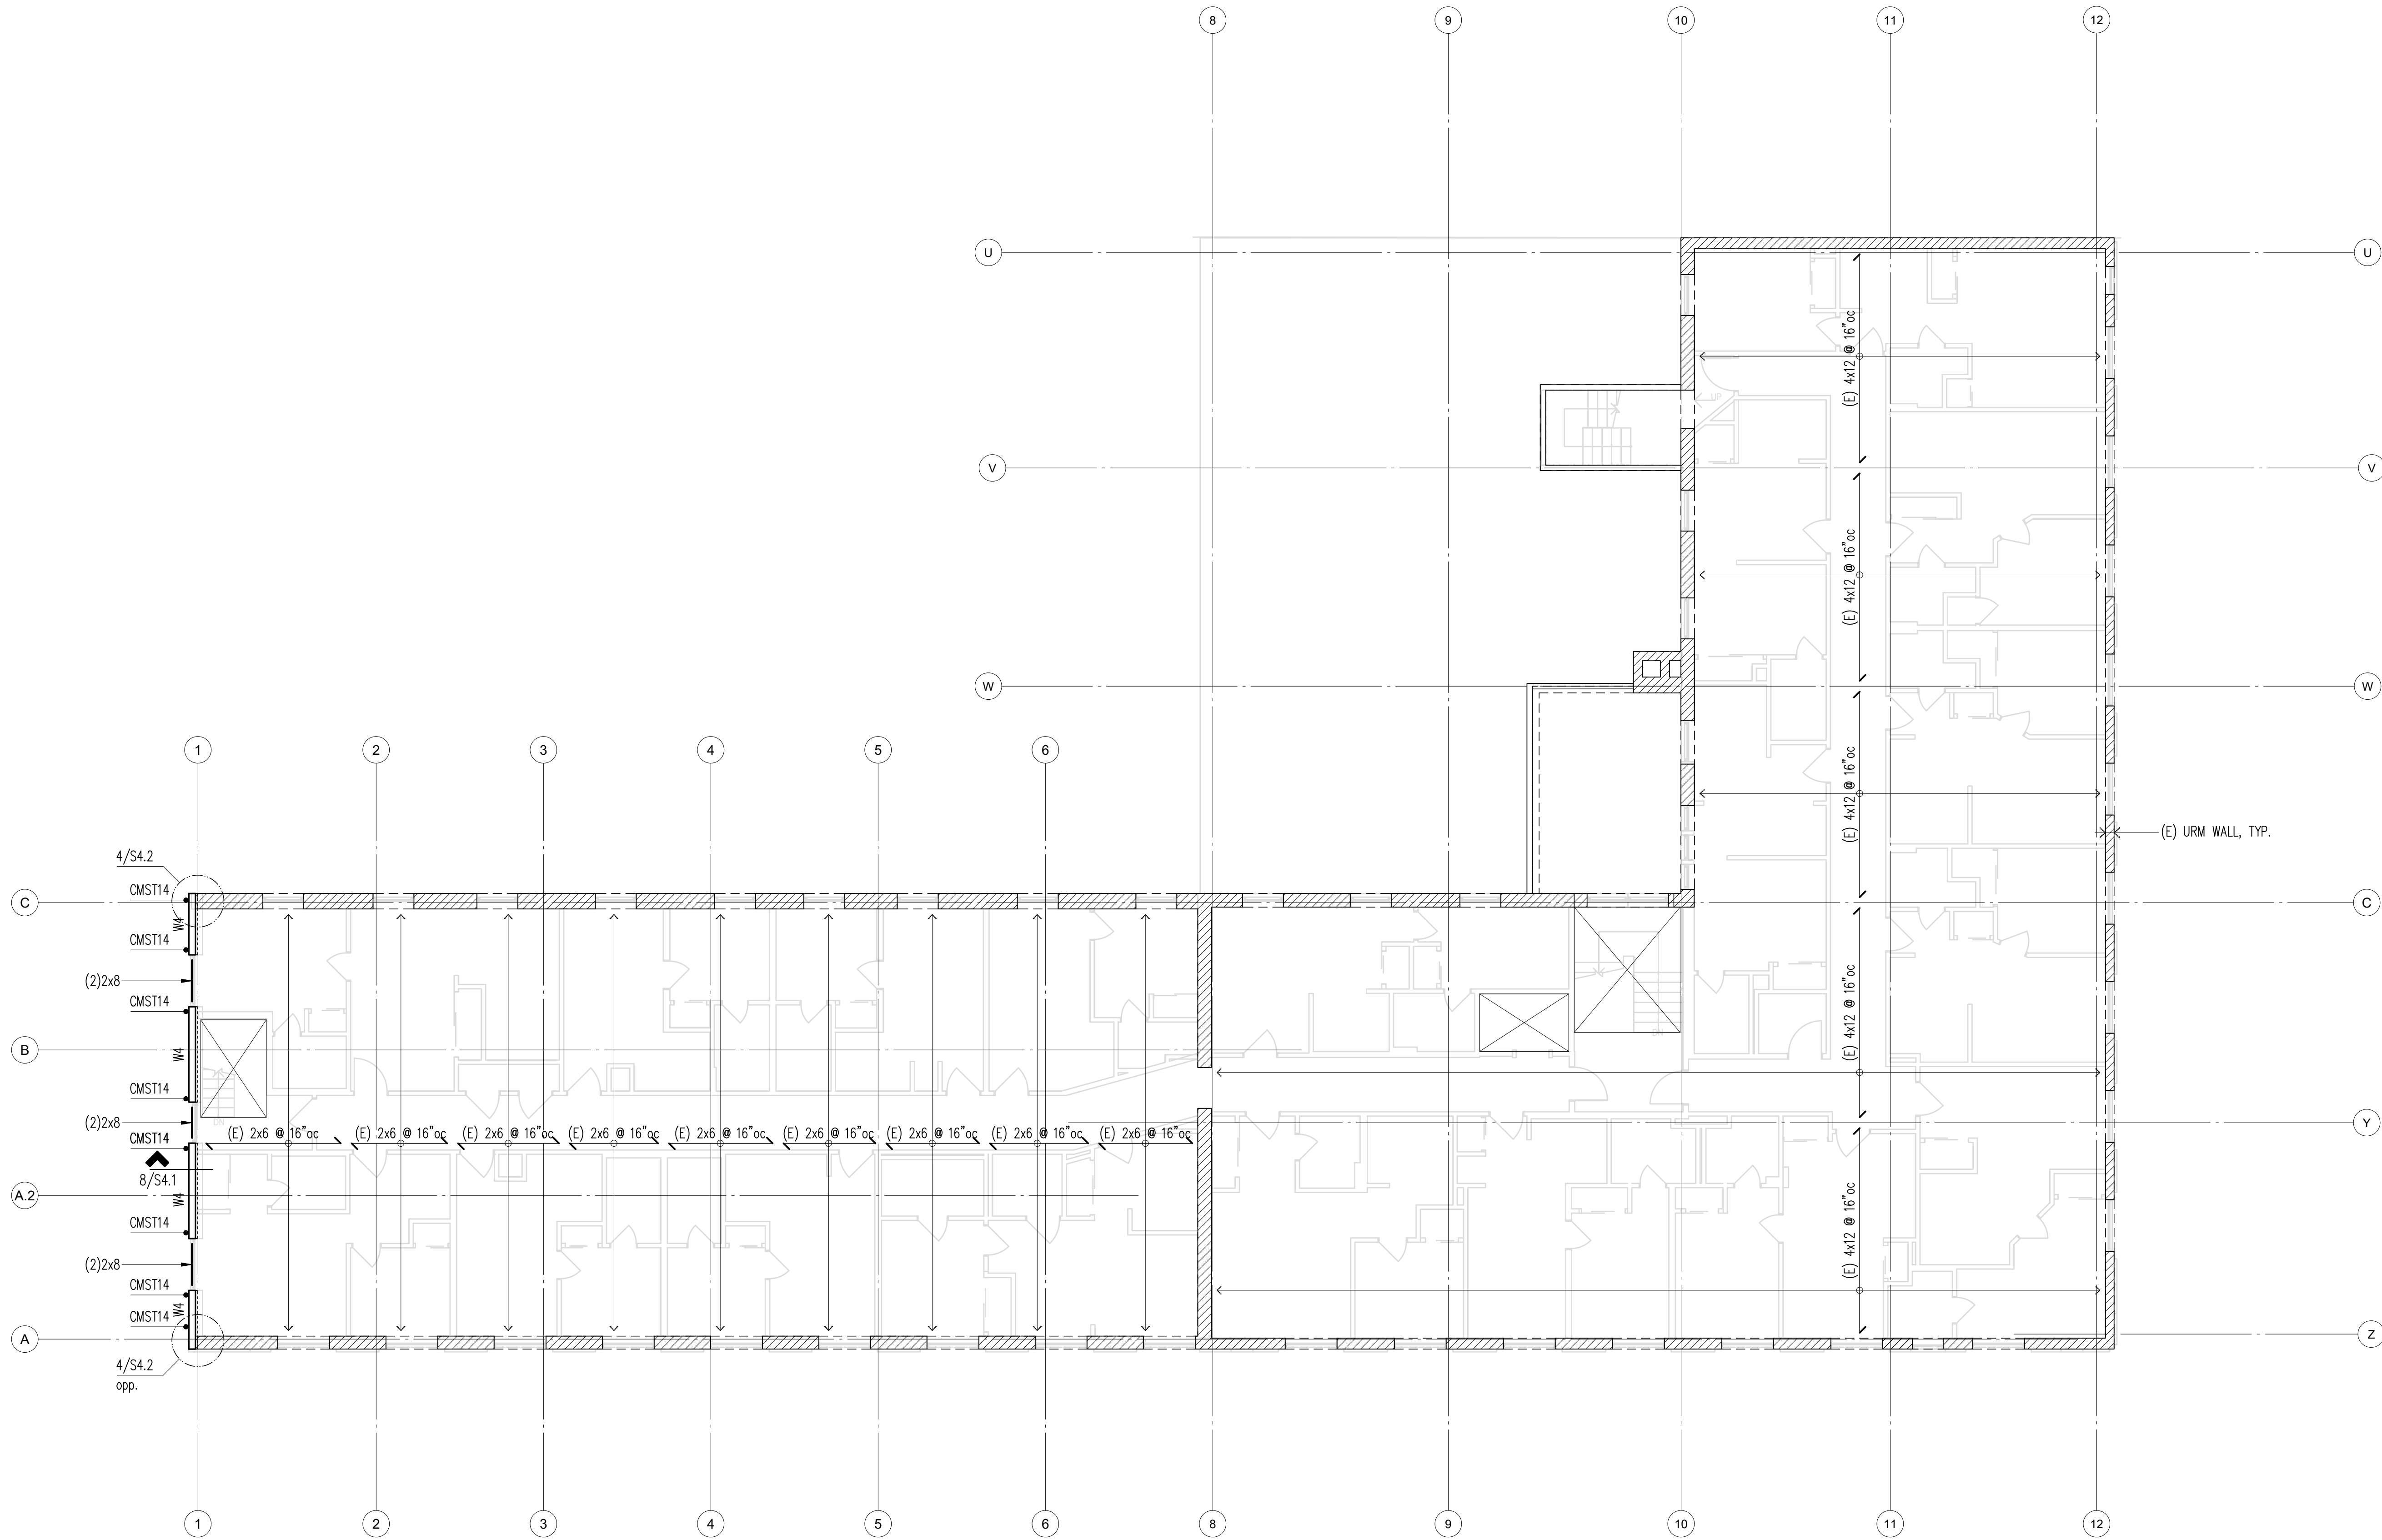 8
9
10
11
12
U
U
(E) 4x12 @ 16"oc
UP
V
V
(E) 4x12 @ 16"oc
W
W
1
2
3
4
5
6
(E) 4x12 @ 16"oc
(E) URM WALL, TYP.
4/S4.2
CMST14
C
C
W4
CMST14
(2)2x8
CMST14
(E) 4x12 @ 16"oc
DN
B
W4
CMST14
DN
(2)2x8
Y
CMST14
(E) 2x6 @ 16"oc
(E) 2x6 @ 16"oc
(E) 2x6 @ 16"oc
(E) 2x6 @ 16"oc
(E) 2x6 @ 16"oc
(E) 2x6 @ 16"oc
(E) 2x6 @ 16"oc
(E) 2x6 @ 16"oc
(E) 2x6 @ 16"oc
8/S4.1
A.2
W4
CMST14
(E) 4x12 @ 16"oc
(2)2x8
CMST14
W4
CMST14
A
Z
4/S4.2
opp.
1
2
3
4
5
6
8
9
10
11
12